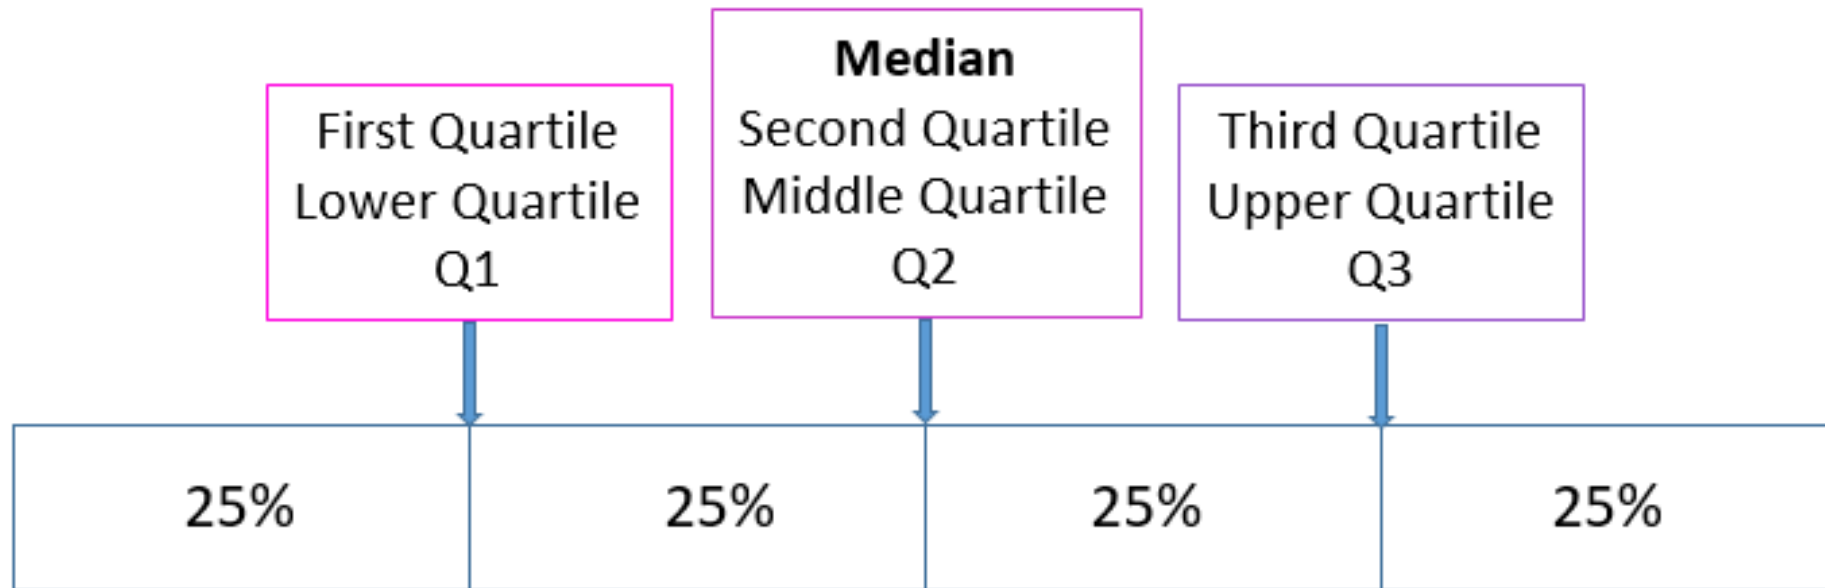 First Quartile
Lower Quartile
Q1
Median
Second Quartile
Middle Quartile
Q2
Third Quartile
Upper Quartile
Q3
25% 25% 25% 25%